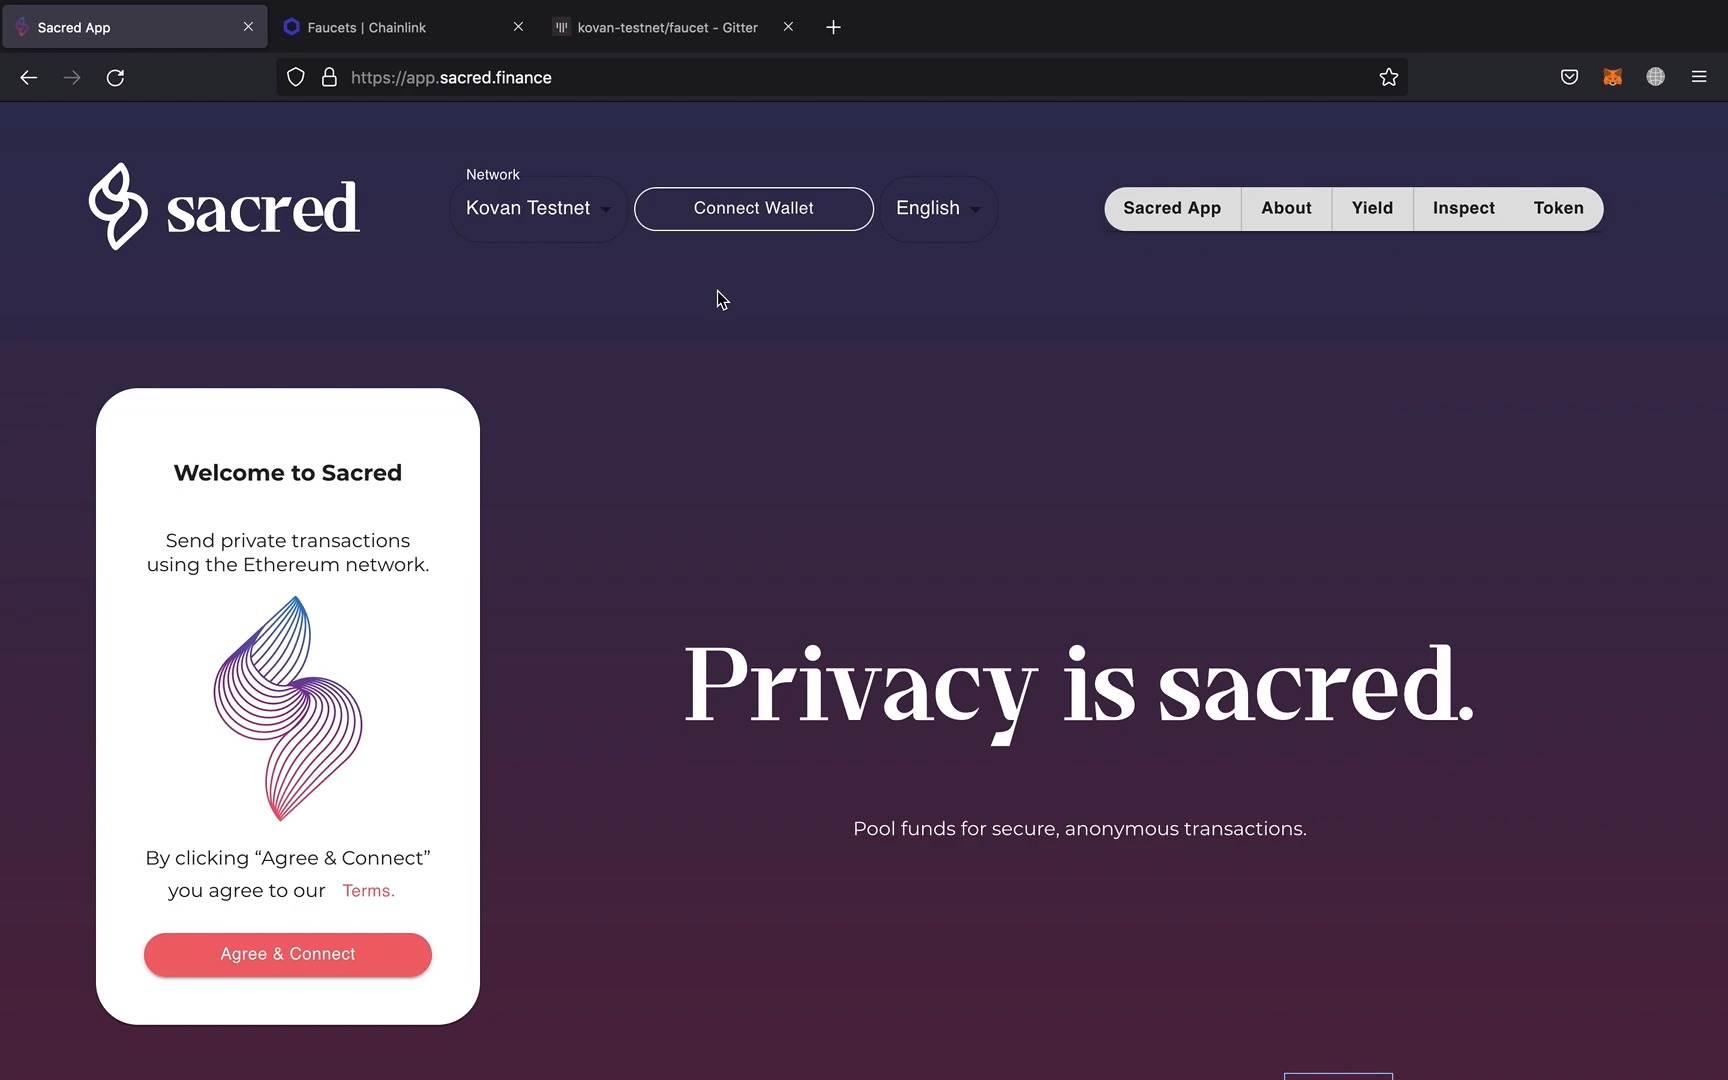 Sacred App
Faucets | Chainlink
kovan-testnet/faucet - Gitter
https://app.sacred.finance
sacred
Network
Kovan Testnet
Connect Wallet
English
Sacred App
About
Yield
Inspect
Token
Welcome to Sacred
Send private transactions
using the Ethereum network.
By clicking “Agree & Connect”
you agree to our Terms.
Agree & Connect
Privacy is sacred.
Pool funds for secure, anonymous transactions.